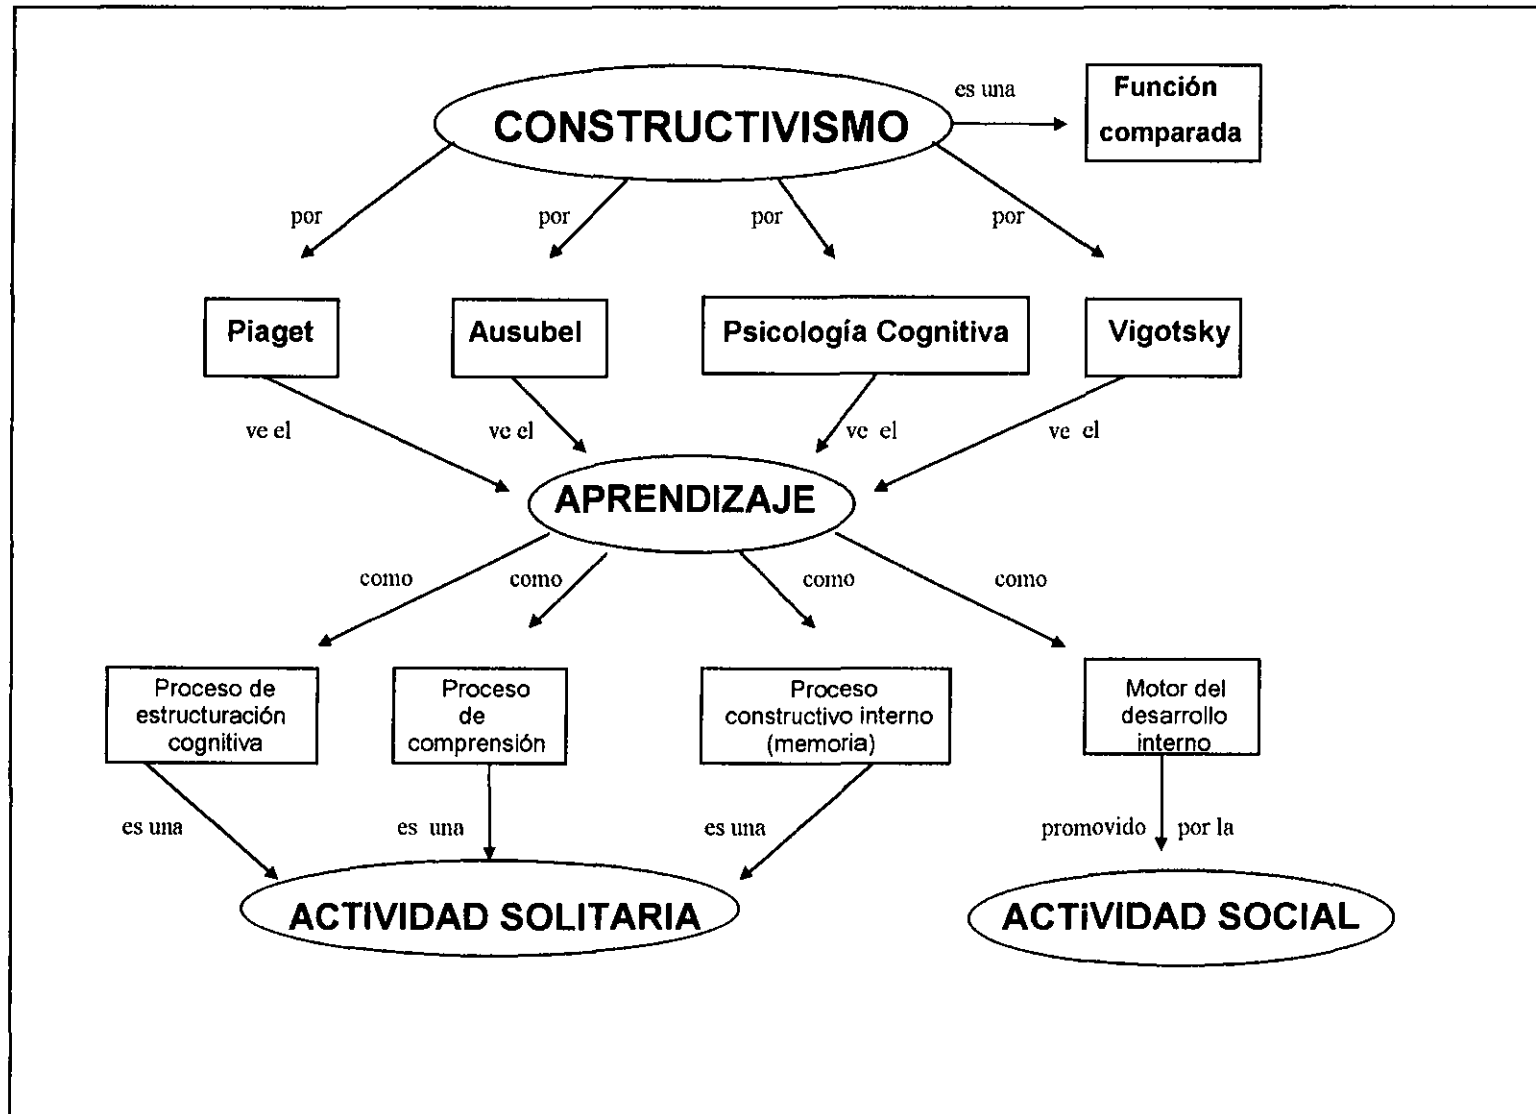 es una
Función
comparada
CONSTRUCTIVISMO
por
por
por
por
Piaget
Ausubel
Psicología Cognitiva
Vigotsky
ve el
ve el
ve el
ve el
APRENDIZAJE
como
como
como
como
Proceso de
estructuración
cognitiva
Proceso
de
comprensión
Proceso
constructivo interno
(memoria)
Motor del
desarrollo
interno
es una
es una
es una
promovido por la
ACTIVIDAD SOLITARIA
ACTiVIDAD SOCIAL